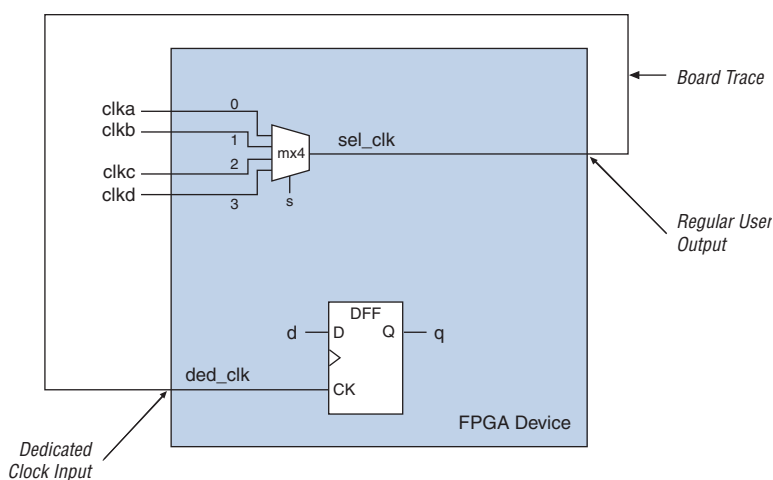 Board Trace
clka
0
clkb
1
mx4
sel_clk
clkc
2
clkd
3
s
Regular User
Output
DFF
d
D
Q
q
ded_clk
CK
FPGA Device
Dedicated
Clock Input